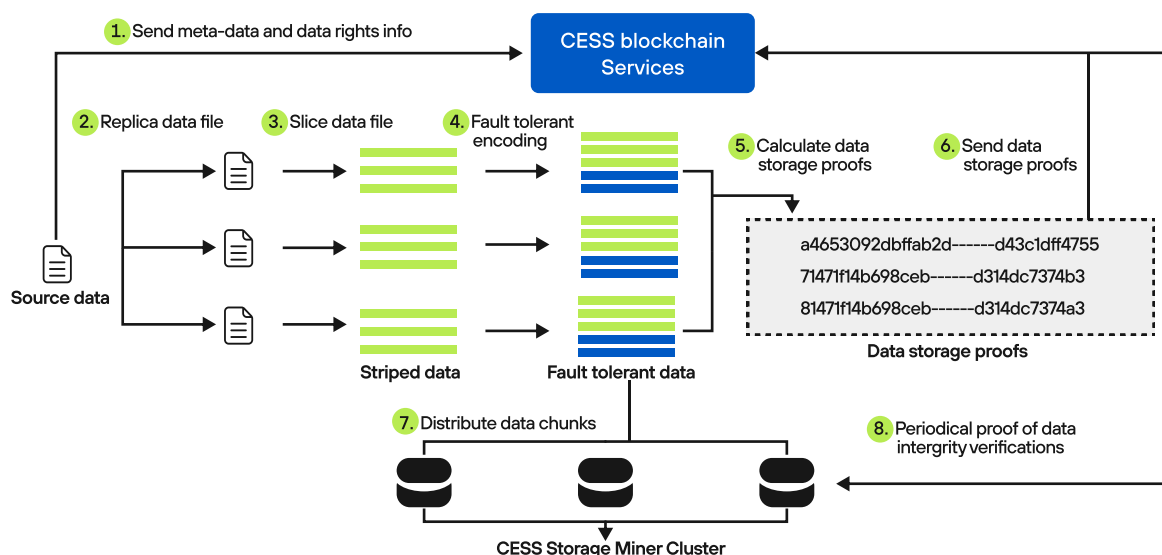 1. Send meta-data and data rights info
CESS blockchain
Services
2. Replica data file
3. Slice data file
4. Fault tolerant
encoding
5. Calculate data
storage proofs
6. Send data
storage proofs
Source data
a4653092dbffab2d------d43c1dff4755
71471f14b698ceb------d314dc7374b3
81471f14b698ceb------d314dc7374a3
Striped data
Fault tolerant data
Data storage proofs
7. Distribute data chunks
8. Periodical proof of data
intergrity verifications
CESS Storage Miner Cluster